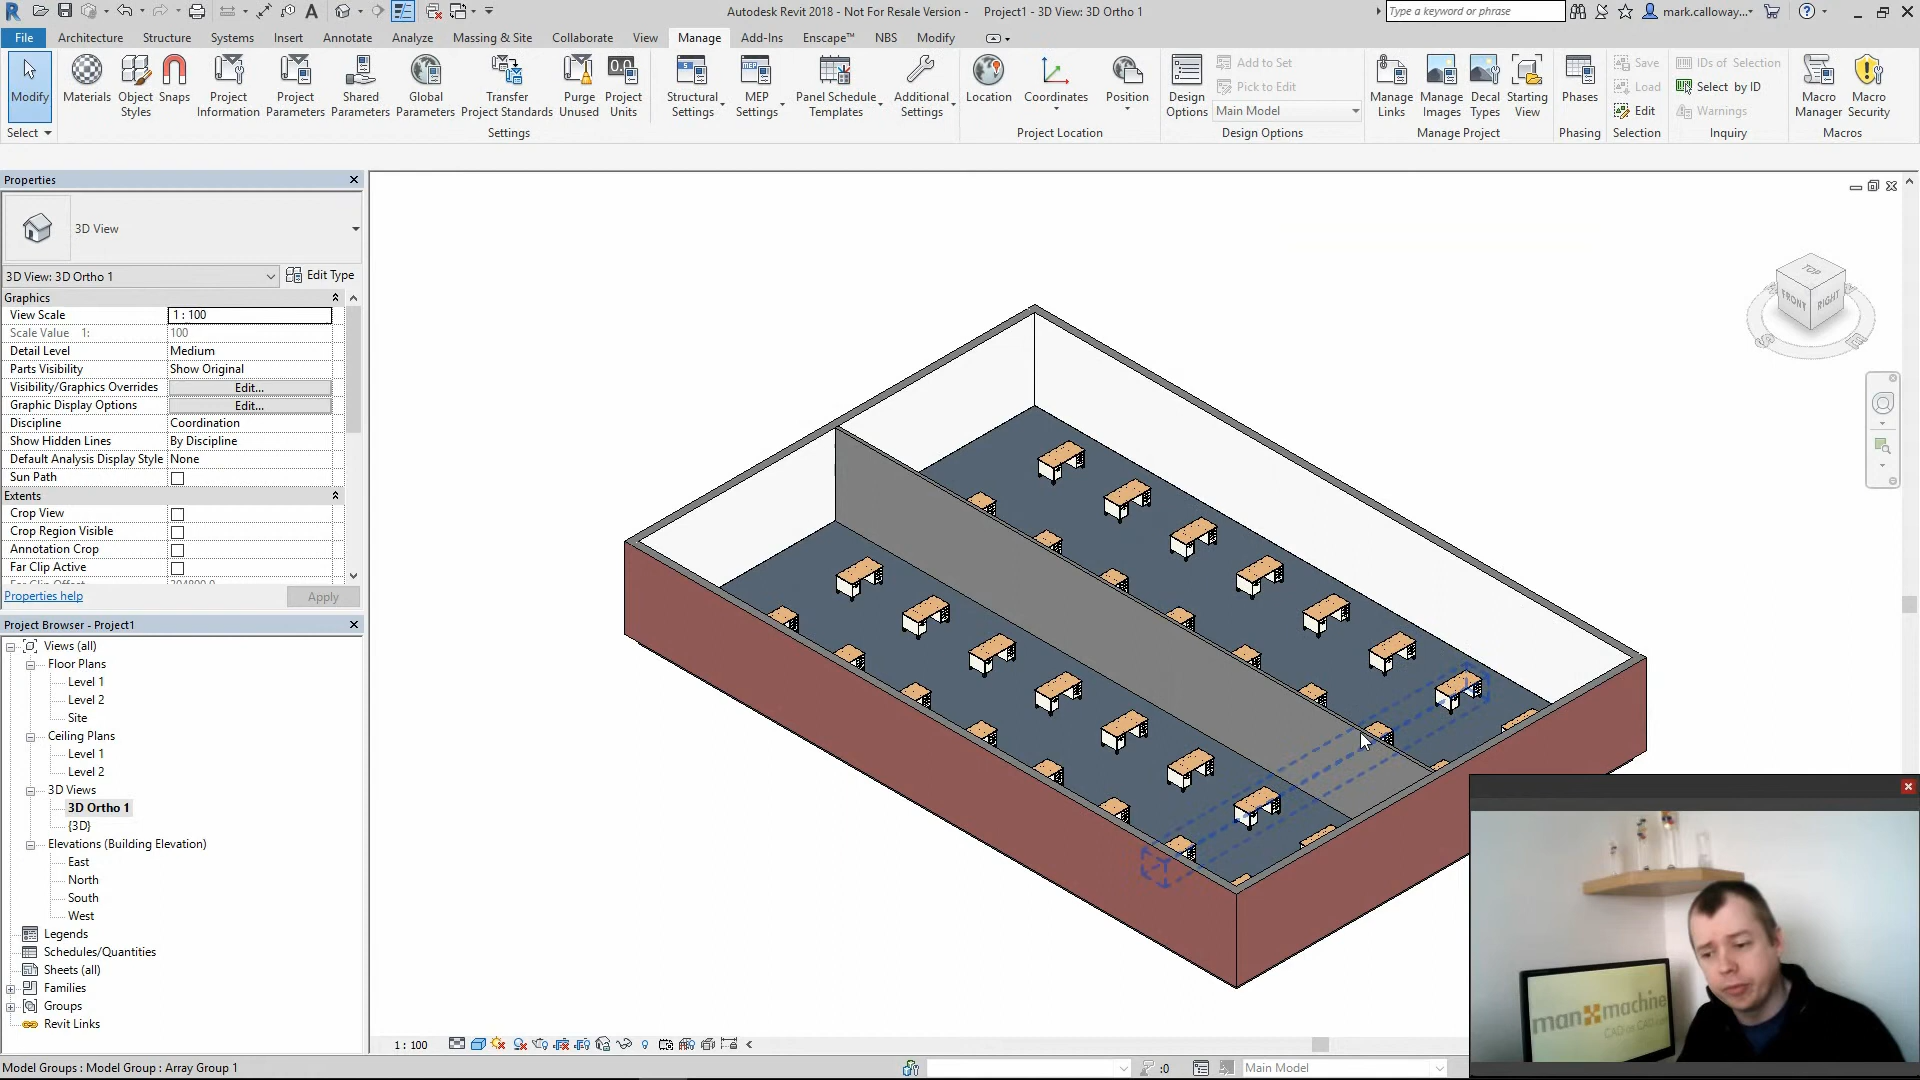 Autodesk Revit 2018 - Not For Resale Version - Project1 - 3D View: 3D Ortho 1
Type a keyword or phrase
mark.calloway...
File Architecture Structure Systems Insert Annotate Analyze Massing & Site Collaborate View Manage Add-Ins Enscape™ NBS Modify
Modify
Materials
Object Styles
Snaps
Project Information
Project Parameters
Shared Parameters
Global Parameters
Transfer Project Standards
Purge Unused
Project Units
Structural Settings
MEP Settings
Panel Schedule Templates
Additional Settings
Location
Coordinates
Position
Design Options
Add to Set
Pick to Edit
Main Model
Manage Links
Manage Images
Decal Types
Starting View
Phases
Save
Load
Edit
IDs of Selection
Select by ID
Warnings
Macro Manager
Macro Security
Select
Settings
Project Location
Design Options
Manage Project
Phasing
Selection
Inquiry
Macros
Properties
3D View
3D View: 3D Ortho 1
Edit Type
Graphics
View Scale 1 : 100
Scale Value 1: 100
Detail Level Medium
Parts Visibility Show Original
Visibility/Graphics Overrides Edit...
Graphic Display Options Edit...
Discipline Coordination
Show Hidden Lines By Discipline
Default Analysis Display Style None
Sun Path
Extents
Crop View
Crop Region Visible
Annotation Crop
Far Clip Active
Far Clip Offset 304800.0
Properties help
Apply
Project Browser - Project1
Views (all)
Floor Plans
Level 1
Level 2
Site
Ceiling Plans
Level 1
Level 2
3D Views
3D Ortho 1
{3D}
Elevations (Building Elevation)
East
North
South
West
Legends
Schedules/Quantities
Sheets (all)
Families
Groups
Revit Links
TOP
FRONT
RIGHT
S
E
man machine
1 : 100
Model Groups : Model Group : Array Group 1
:0
Main Model